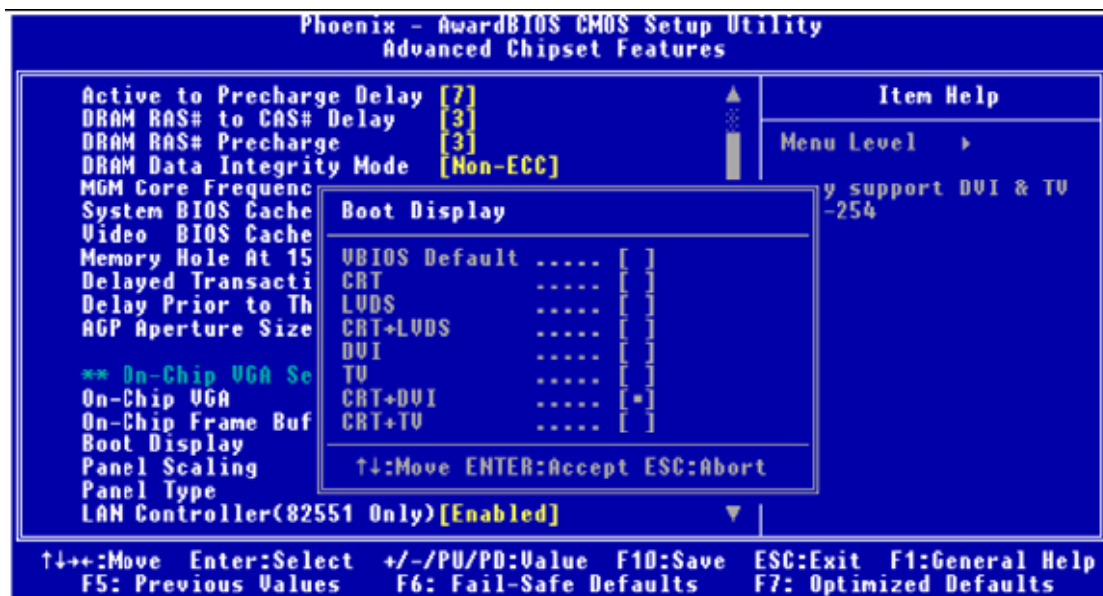 Phoenix - AwardBIOS CMOS Setup Utility
Advanced Chipset Features
Active to Precharge Delay [7]
DRAM RAS# to CAS# Delay [3]
DRAM RAS# Precharge [3]
DRAM Data Integrity Mode [Non-ECC]
MGM Core Frequenc
System BIOS Cache
Video BIOS Cache
Memory Hole At 15
Delayed Transacti
Delay Prior to Th
AGP Aperture Size
** On-Chip VGA Se
On-Chip VGA
On-Chip Frame Buf
Boot Display
Panel Scaling
Panel Type
LAN Controller(82551 Only)[Enabled]
Boot Display
VBIOS Default ..... [ ]
CRT ..... [ ]
LVDS ..... [ ]
CRT+LVDS ..... [ ]
DVI ..... [ ]
TV ..... [ ]
CRT+DVI ..... [▪]
CRT+TV ..... [ ]
↑↓:Move ENTER:Accept ESC:Abort
Item Help
Menu Level ▸
y support DVI & TV
-254
↑↓→←:Move Enter:Select +/-/PU/PD:Value F10:Save ESC:Exit F1:General Help
F5: Previous Values F6: Fail-Safe Defaults F7: Optimized Defaults